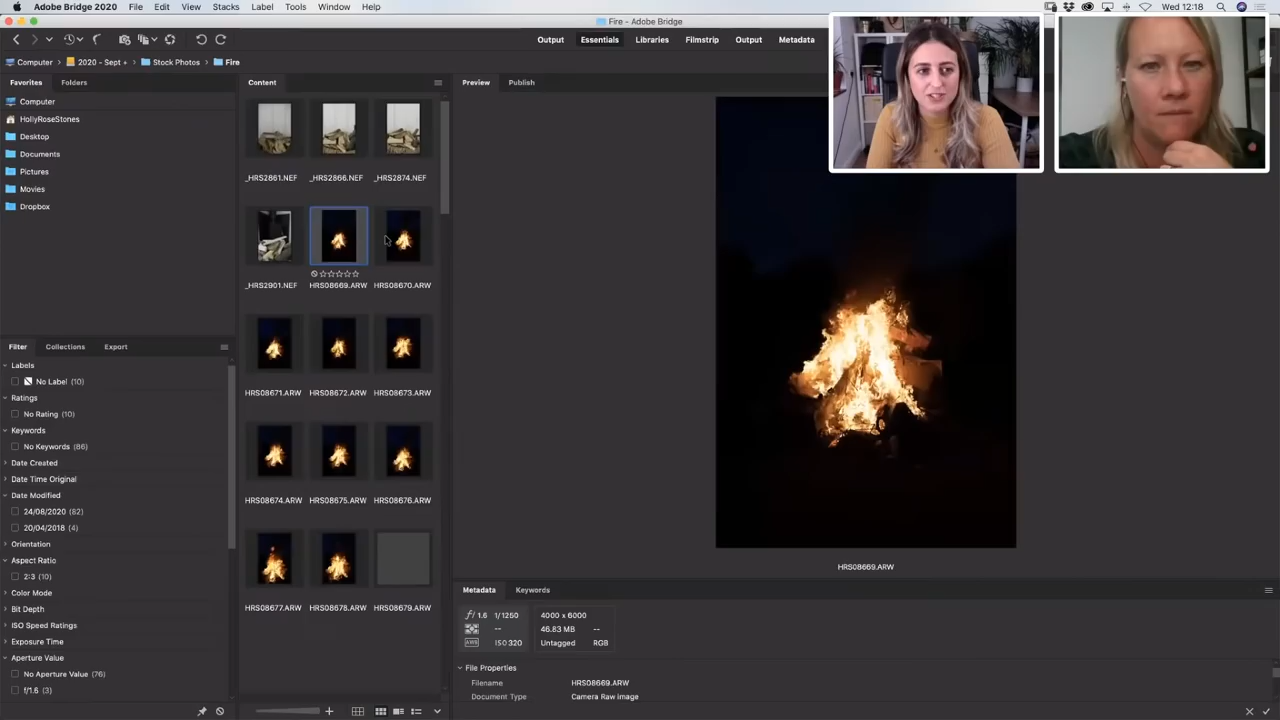 Adobe Bridge 2020 File Edit View Stacks Label Tools Window Help Wed 12:18
Fire - Adobe Bridge
Output Essentials Libraries Filmstrip Output Metadata
Computer 2020 - Sept + Stock Photos Fire
Favorites Folders
Computer
HollyRoseStones
Desktop
Documents
Pictures
Movies
Dropbox
Filter Collections Export
Labels
No Label (10)
Ratings
No Rating (10)
Keywords
No Keywords (86)
Date Created
Date Time Original
Date Modified
24/08/2020 (82)
20/04/2018 (4)
Orientation
Aspect Ratio
2:3 (10)
Color Mode
Bit Depth
ISO Speed Ratings
Exposure Time
Aperture Value
No Aperture Value (76)
f/1.6 (3)
Content
_HRS2861.NEF _HRS2866.NEF _HRS2874.NEF
_HRS2901.NEF HRS08669.ARW HRS08670.ARW
HRS08671.ARW HRS08672.ARW HRS08673.ARW
HRS08674.ARW HRS08675.ARW HRS08676.ARW
HRS08677.ARW HRS08678.ARW HRS08679.ARW
Preview Publish
HRS08669.ARW
Metadata Keywords
f/ 1.6 1/1250 4000 x 6000
-- 46.83 MB --
AWB ISO 320 Untagged RGB
File Properties
Filename HRS08669.ARW
Document Type Camera Raw image